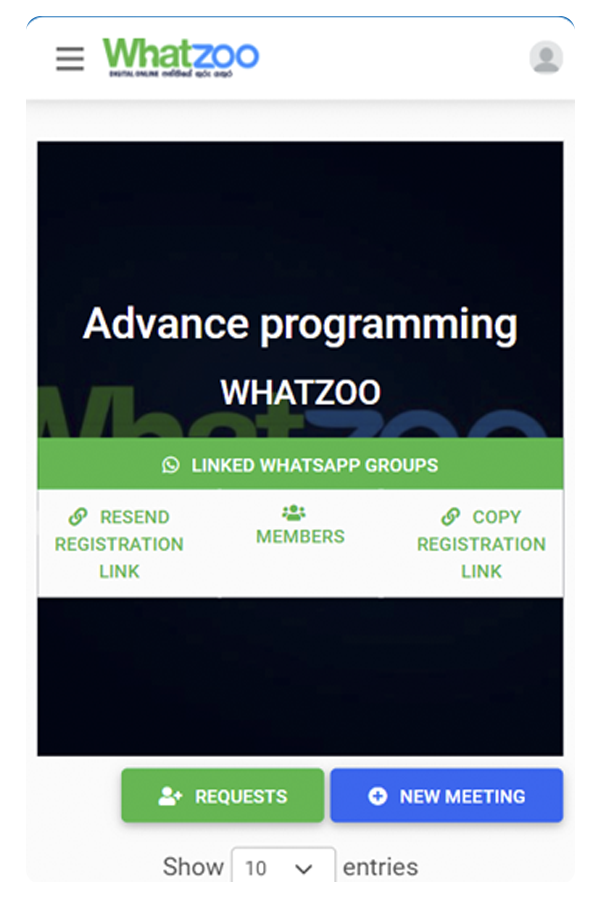 Whatzoo
DIGITAL ONLINE
Advance programming
WHATZOO
Whatzoo
LINKED WHATSAPP GROUPS
RESEND
REGISTRATION
LINK
MEMBERS
COPY
REGISTRATION
LINK
REQUESTS
NEW MEETING
Show 10 entries